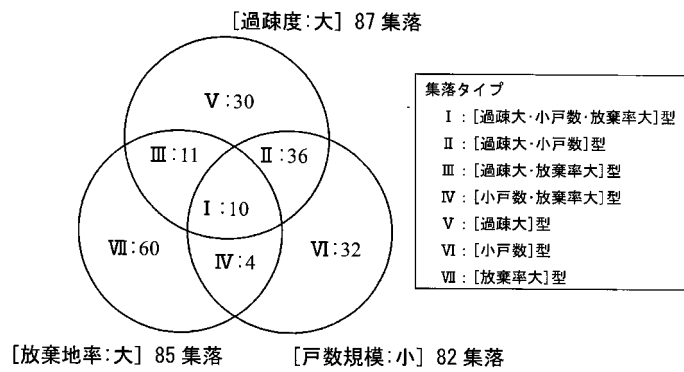 [過疎度:大] 87 集落
Ⅴ:30
Ⅲ:11
Ⅱ:36
Ⅰ:10
Ⅶ:60
Ⅳ:4
Ⅵ:32
[放棄地率:大] 85 集落
[戸数規模:小] 82 集落
集落タイプ
Ⅰ:[過疎大·小戸数·放棄率大]型
Ⅱ:[過疎大·小戸数]型
Ⅲ:[過疎大·放棄率大]型
Ⅳ:[小戸数·放棄率大]型
Ⅴ:[過疎大]型
Ⅵ:[小戸数]型
Ⅶ:[放棄率大]型